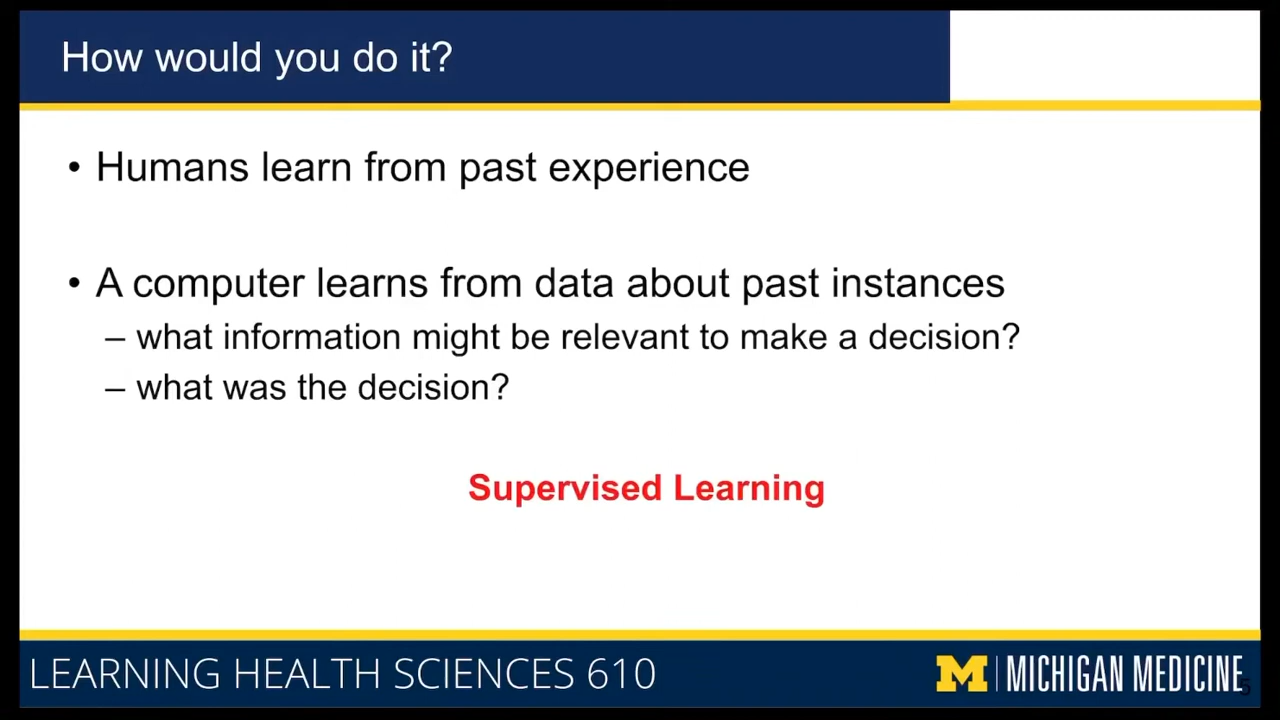 How would you do it?
• Humans learn from past experience
• A computer learns from data about past instances
– what information might be relevant to make a decision?
– what was the decision?
Supervised Learning
LEARNING HEALTH SCIENCES 610
M | MICHIGAN MEDICINE
5